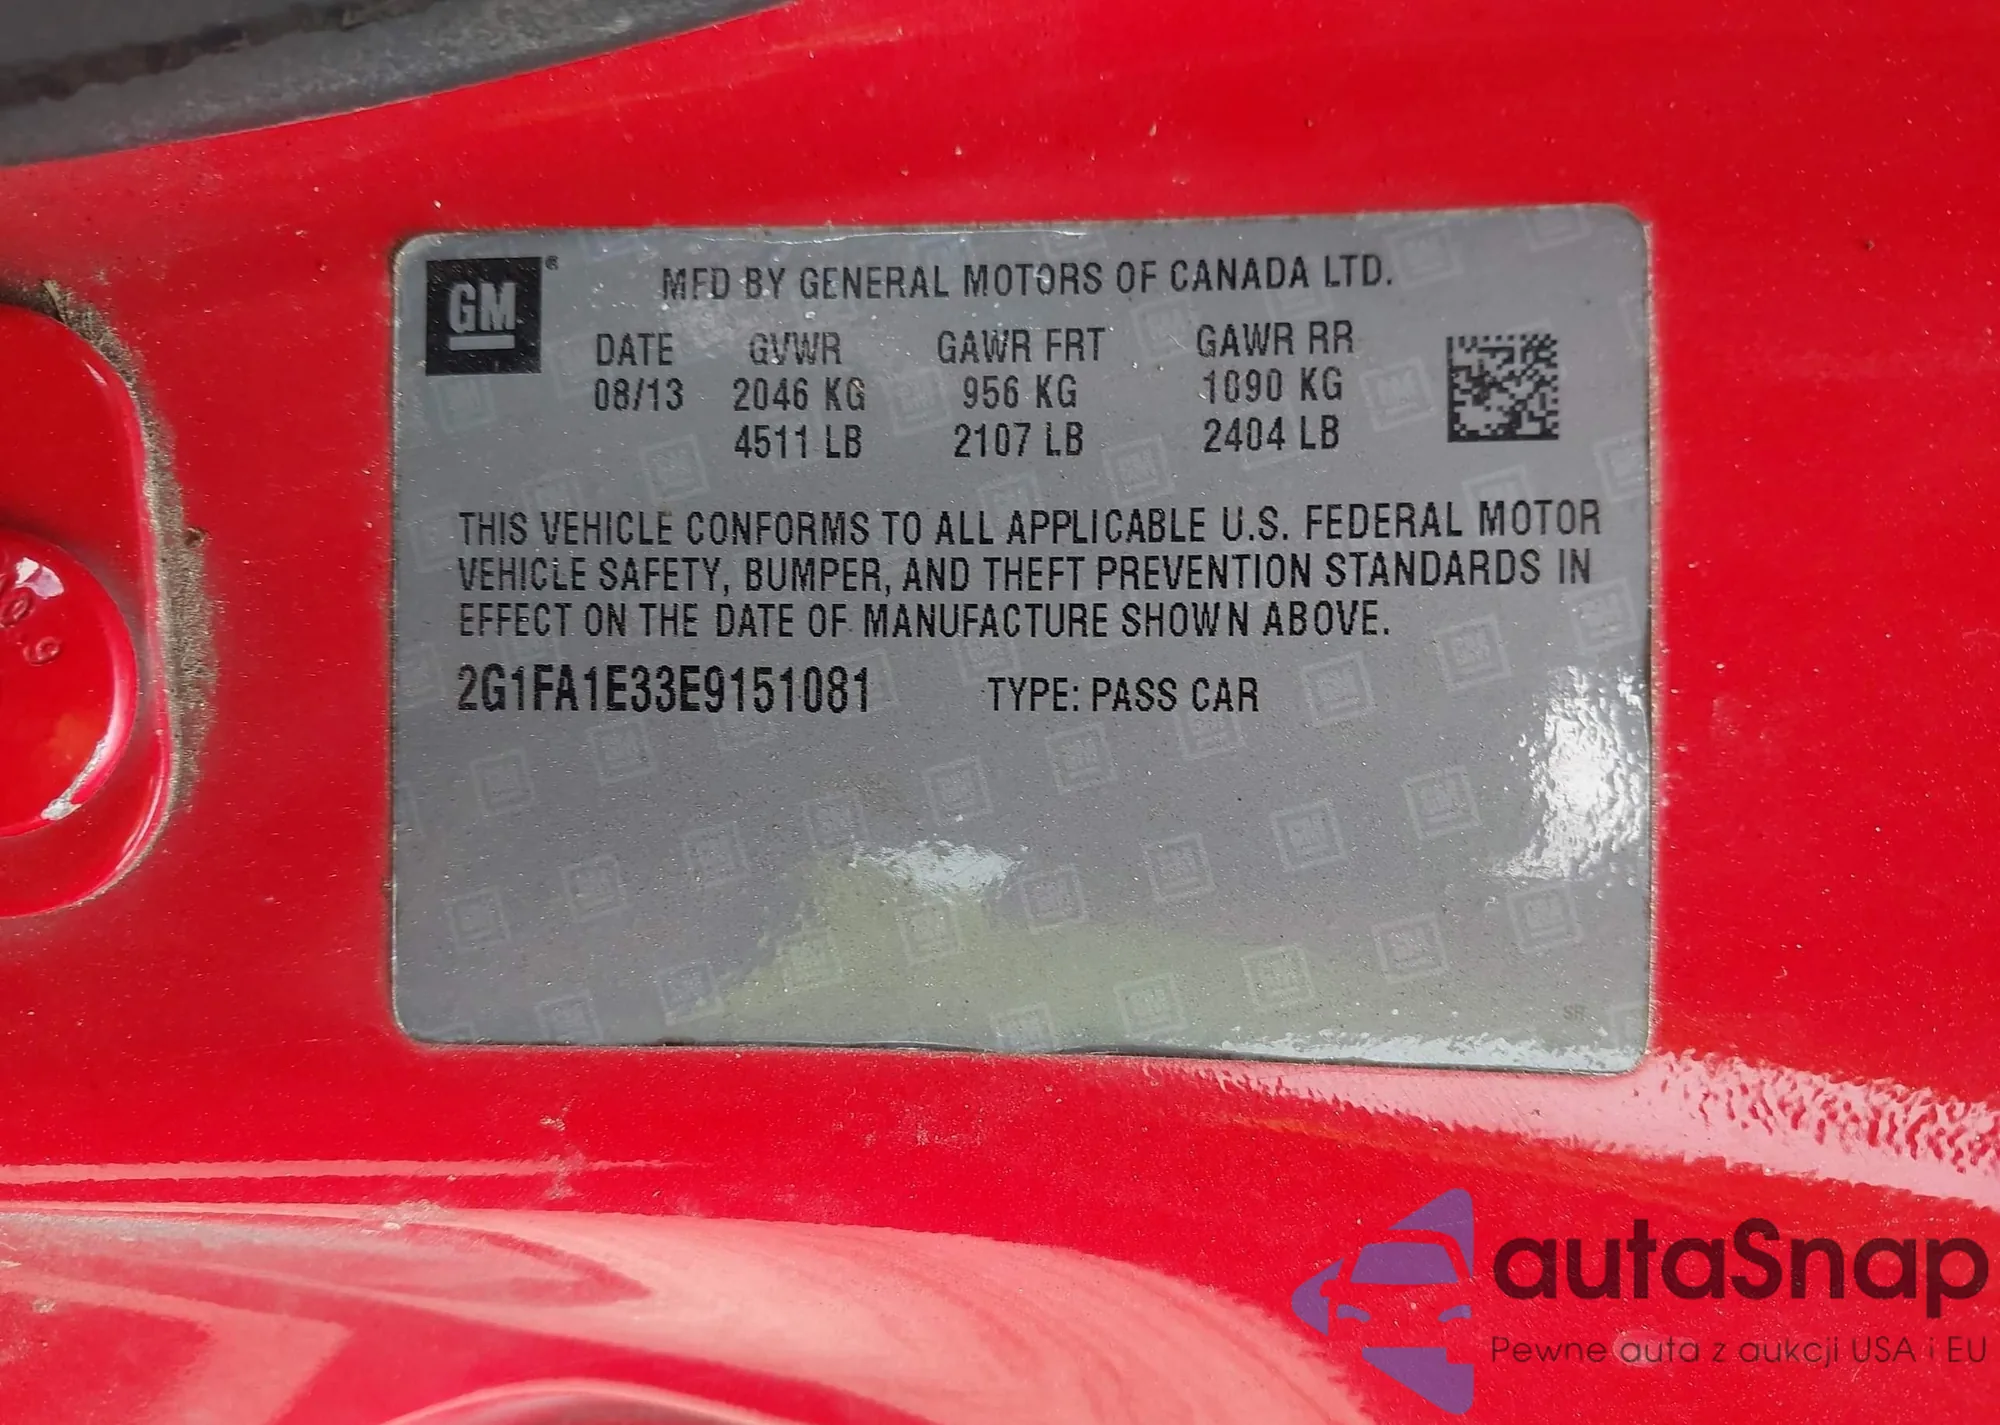 GM®
MFD BY GENERAL MOTORS OF CANADA LTD.
DATE GVWR GAWR FRT GAWR RR
08/13 2046 KG 956 KG 1090 KG
4511 LB 2107 LB 2404 LB
THIS VEHICLE CONFORMS TO ALL APPLICABLE U.S. FEDERAL MOTOR
VEHICLE SAFETY, BUMPER, AND THEFT PREVENTION STANDARDS IN
EFFECT ON THE DATE OF MANUFACTURE SHOWN ABOVE.
2G1FA1E33E9151081 TYPE: PASS CAR
10.9
SR
autaSnap
Pewne auta z aukcji USA i EU